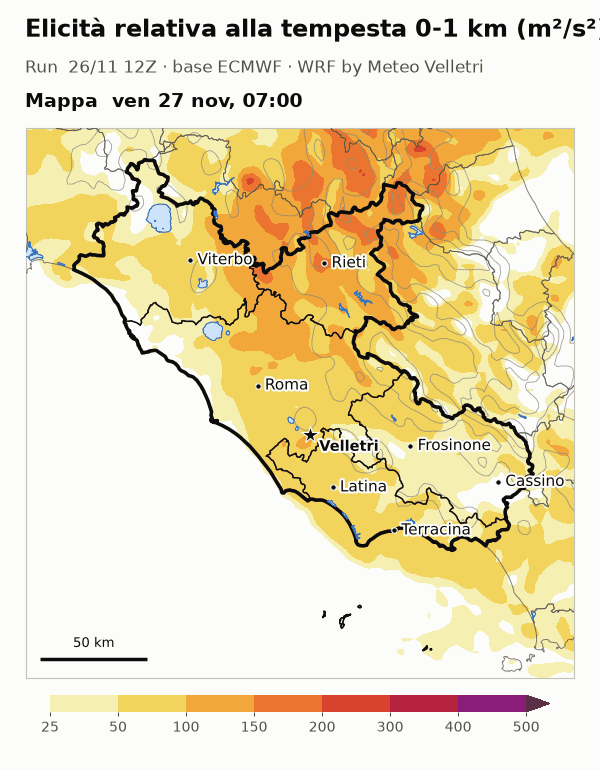 Elicità relativa alla tempesta 0-1 km (m²/s²)
Run 26/11 12Z · base ECMWF · WRF by Meteo Velletri
Mappa ven 27 nov, 07:00
Viterbo
Rieti
Roma
Velletri
Frosinone
Latina
Cassino
Terracina
50 km
25 50 100 150 200 300 400 500